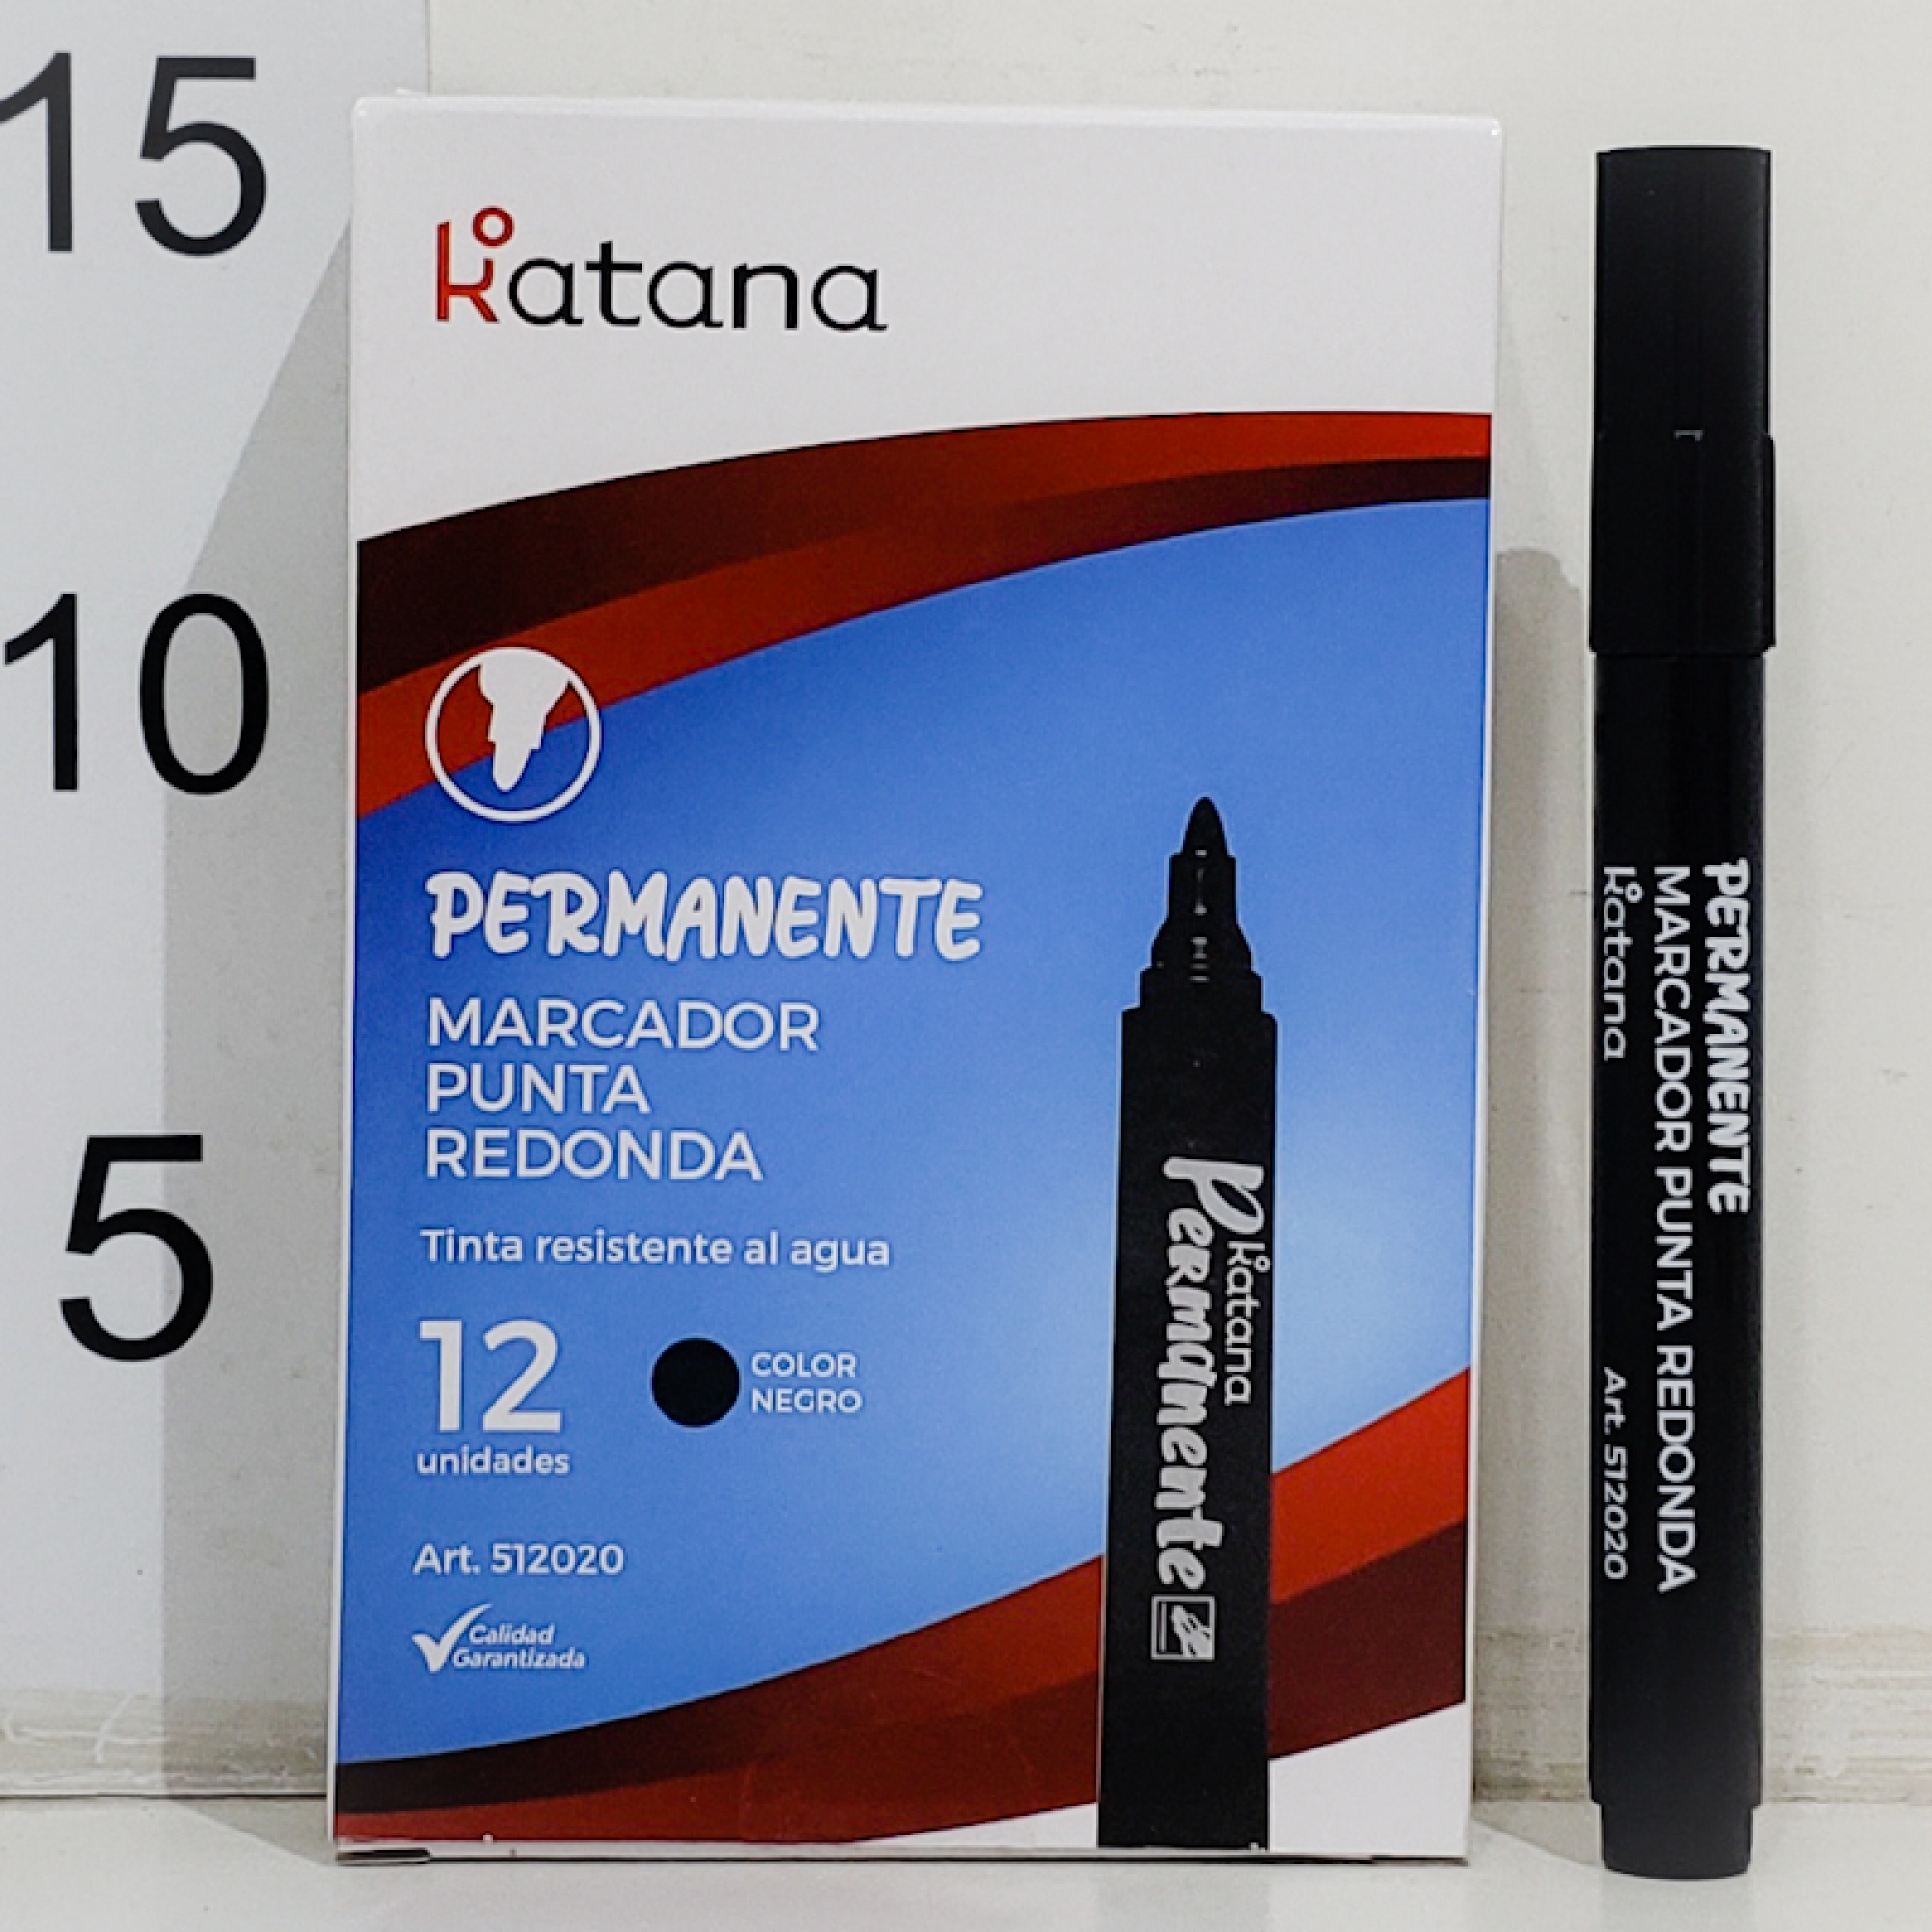 15
10
5
katana
PERMANENTE
MARCADOR
PUNTA
REDONDA
Tinta resistente al agua
12
unidades
COLOR
NEGRO
Art. 512020
Calidad
Garantizada
katana
Permanente
PERMANENTE
MARCADOR PUNTA REDONDA
katana
Art. 512020